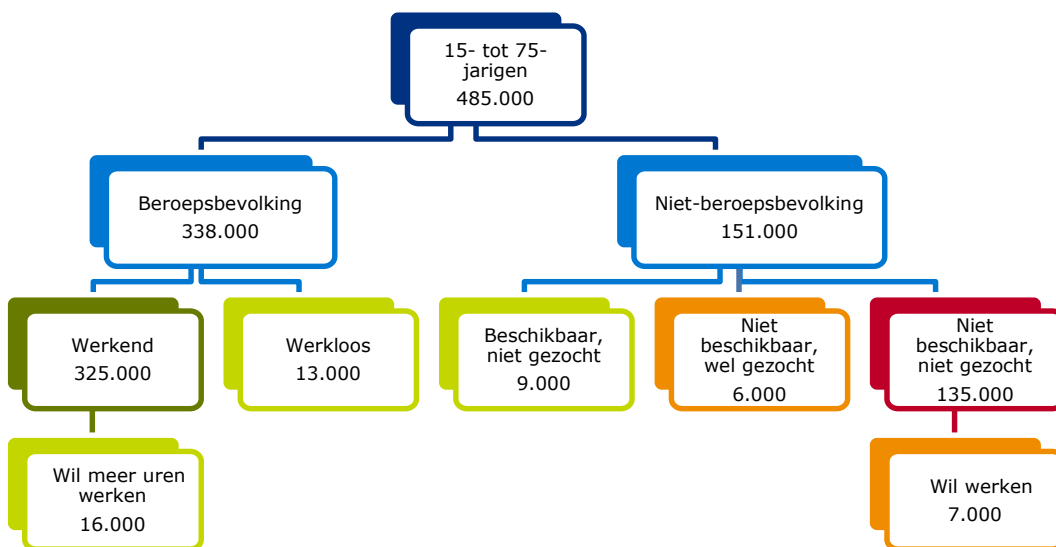 15- tot 75-
jarigen
485.000
Beroepsbevolking
338.000
Niet-beroepsbevolking
151.000
Werkend
325.000
Werkloos
13.000
Beschikbaar,
niet gezocht
9.000
Niet
beschikbaar,
wel gezocht
6.000
Niet
beschikbaar,
niet gezocht
135.000
Wil meer uren
werken
16.000
Wil werken
7.000